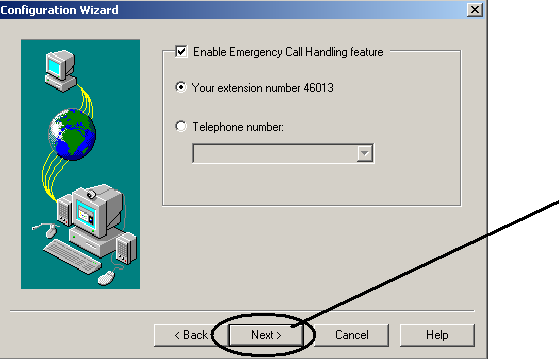 Configuration Wizard
Enable Emergency Call Handling feature
Your extension number 46013
Telephone number:
< Back Next > Cancel Help